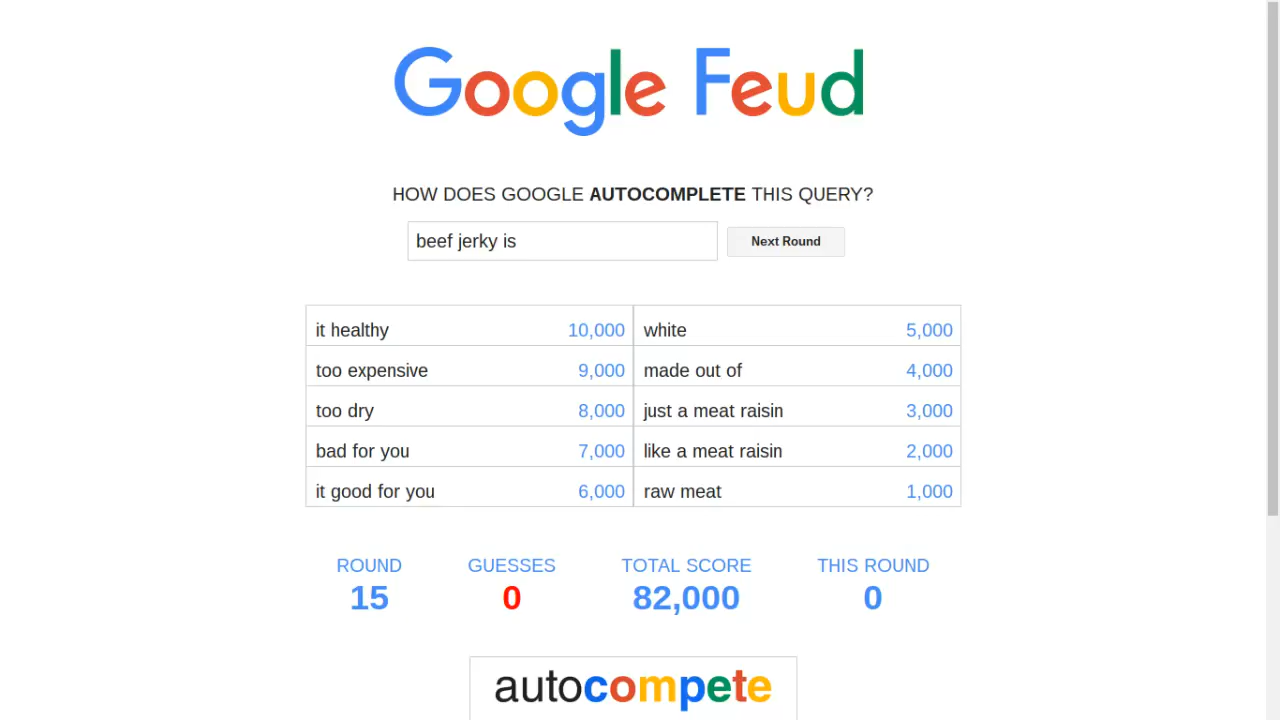 Google Feud
HOW DOES GOOGLE AUTOCOMPLETE THIS QUERY?
beef jerky is
Next Round
it healthy 10,000
white 5,000
too expensive 9,000
made out of 4,000
too dry 8,000
just a meat raisin 3,000
bad for you 7,000
like a meat raisin 2,000
it good for you 6,000
raw meat 1,000
ROUND GUESSES TOTAL SCORE THIS ROUND
15 0 82,000 0
autocompete